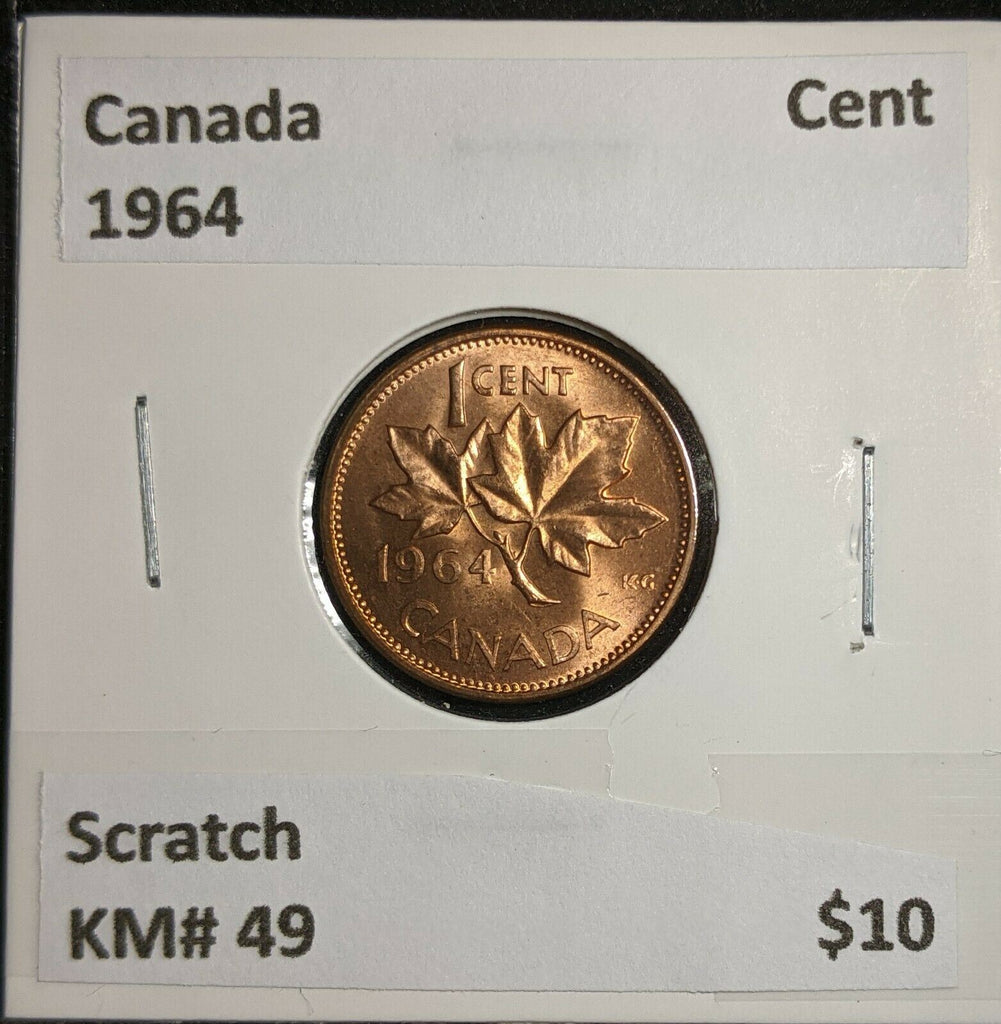 Canada Cent
1964
1 CENT
1964
KG
CANADA
Scratch
KM# 49 $10